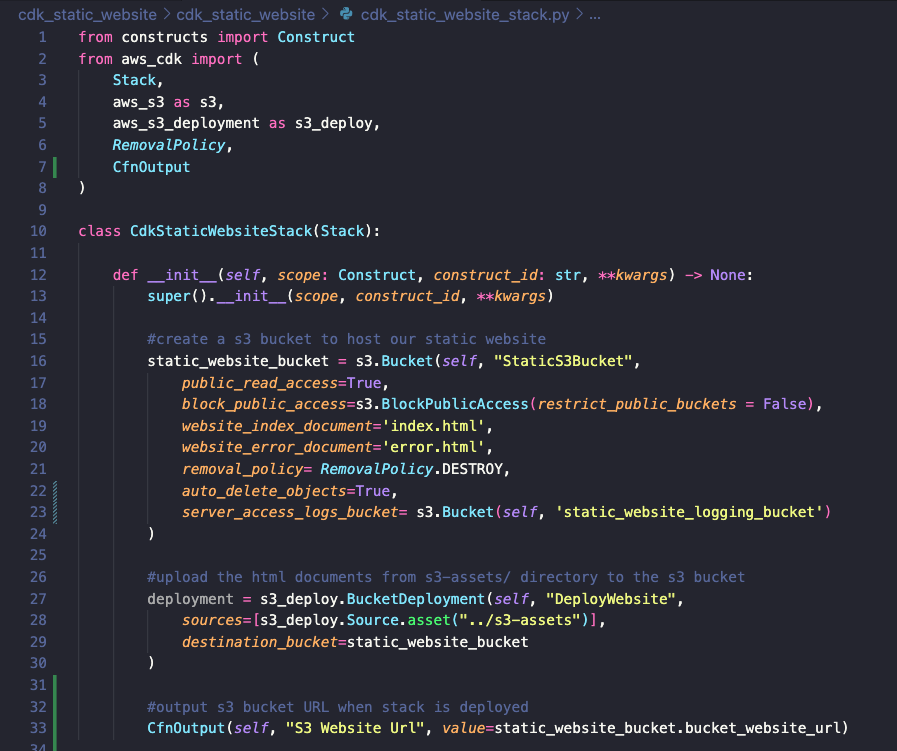 cdk_static_website > cdk_static_website > cdk_static_website_stack.py > ...
1 from constructs import Construct
2 from aws_cdk import (
3     Stack,
4     aws_s3 as s3,
5     aws_s3_deployment as s3_deploy,
6     RemovalPolicy,
7     CfnOutput
8 )
9
10 class CdkStaticWebsiteStack(Stack):
11
12     def __init__(self, scope: Construct, construct_id: str, **kwargs) -> None:
13         super().__init__(scope, construct_id, **kwargs)
14
15         #create a s3 bucket to host our static website
16         static_website_bucket = s3.Bucket(self, "StaticS3Bucket",
17             public_read_access=True,
18             block_public_access=s3.BlockPublicAccess(restrict_public_buckets = False),
19             website_index_document='index.html',
20             website_error_document='error.html',
21             removal_policy= RemovalPolicy.DESTROY,
22             auto_delete_objects=True,
23             server_access_logs_bucket= s3.Bucket(self, 'static_website_logging_bucket')
24         )
25
26         #upload the html documents from s3-assets/ directory to the s3 bucket
27         deployment = s3_deploy.BucketDeployment(self, "DeployWebsite",
28             sources=[s3_deploy.Source.asset("../s3-assets")],
29             destination_bucket=static_website_bucket
30         )
31
32         #output s3 bucket URL when stack is deployed
33         CfnOutput(self, "S3 Website Url", value=static_website_bucket.bucket_website_url)
34